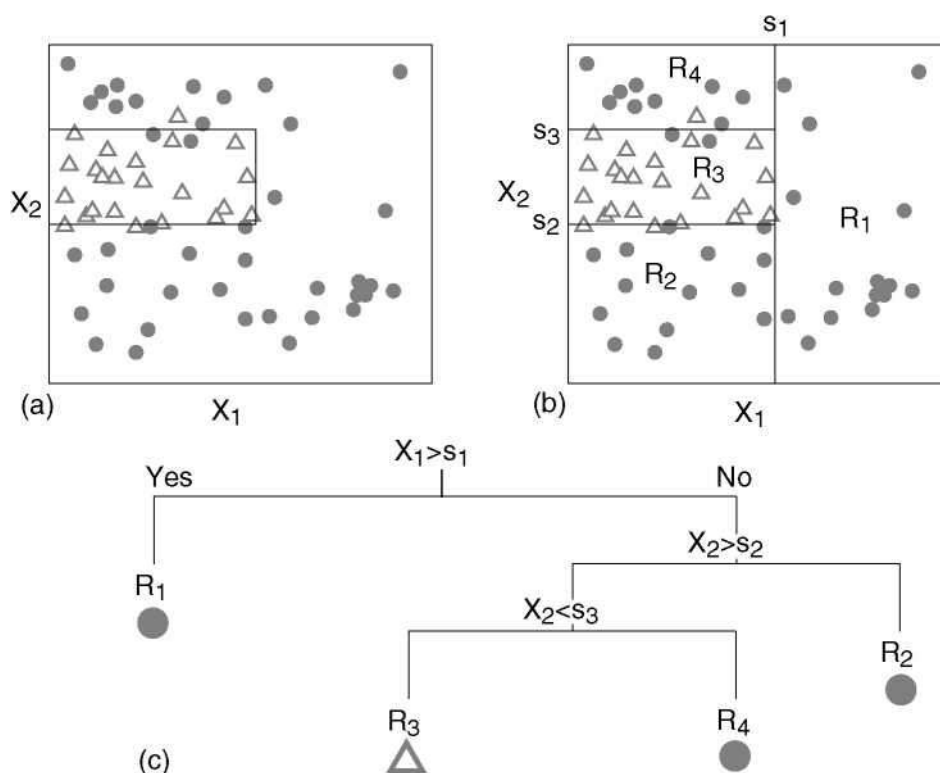 s₁
R₄
s₃
X₂
R₃
X₂
s₂
R₁
R₂
(a)
X₁
(b)
X₁
X₁>s₁
Yes
No
X₂>s₂
R₁
X₂<s₃
R₂
R₃
R₄
(c)